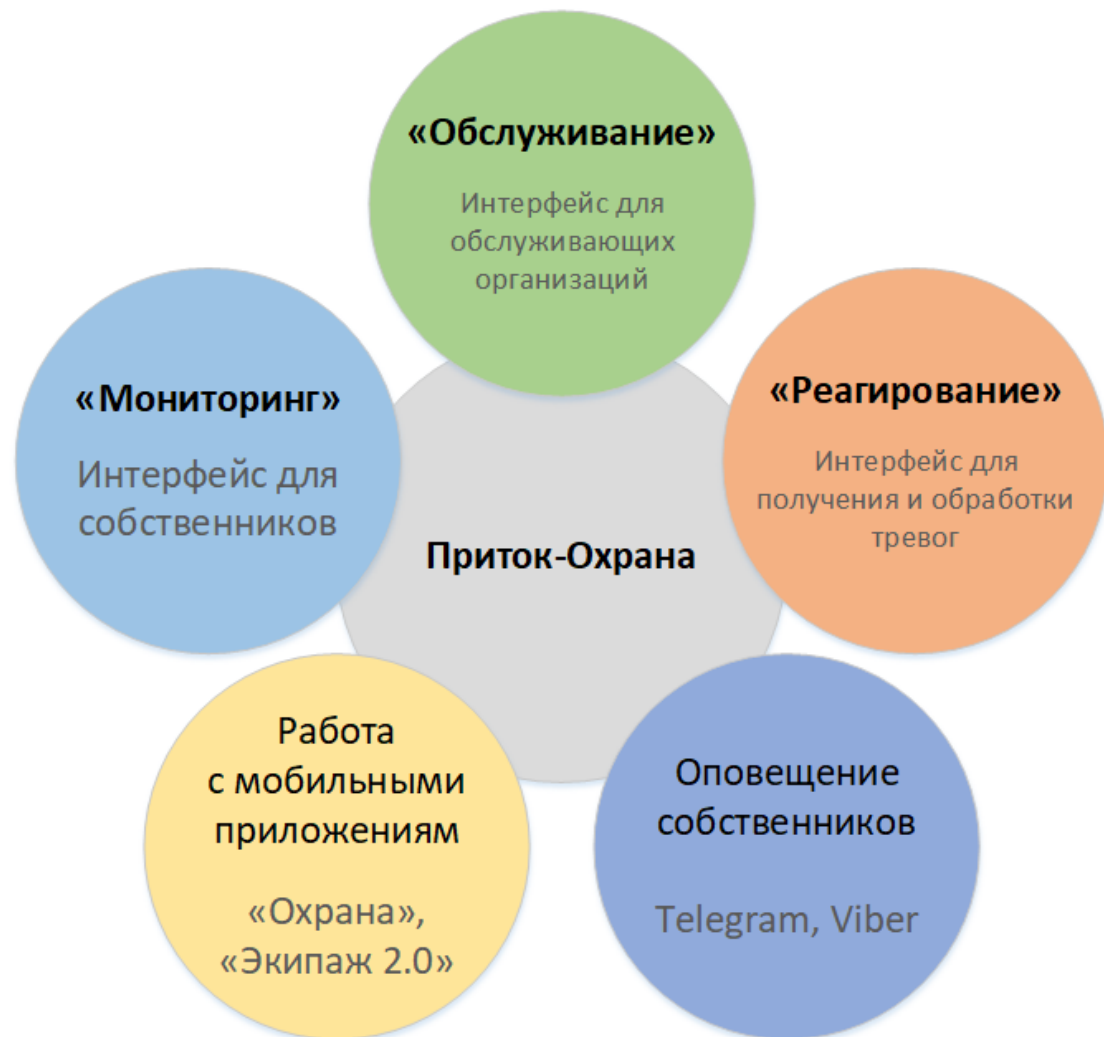 «Обслуживание»
Интерфейс для
обслуживающих
организаций
«Мониторинг»
Интерфейс для
собственников
«Реагирование»
Интерфейс для
получения и обработки
тревог
Приток-Охрана
Работа
с мобильными
приложениям
«Охрана»,
«Экипаж 2.0»
Оповещение
собственников
Telegram, Viber